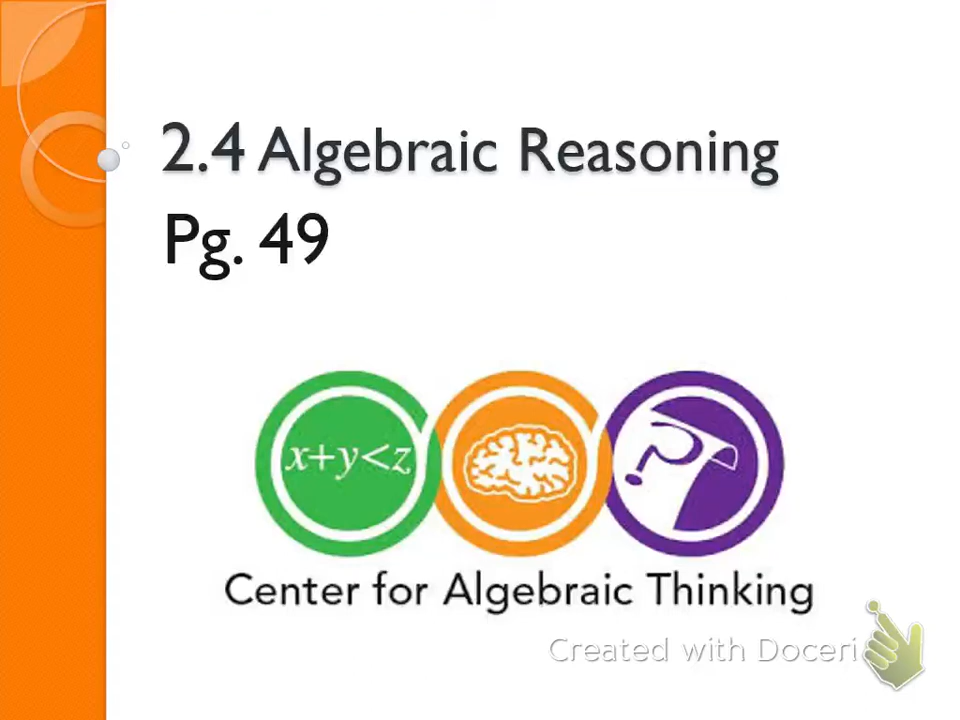 2.4 Algebraic Reasoning
Pg. 49
x+y<z
Center for Algebraic Thinking
Created with Doceri